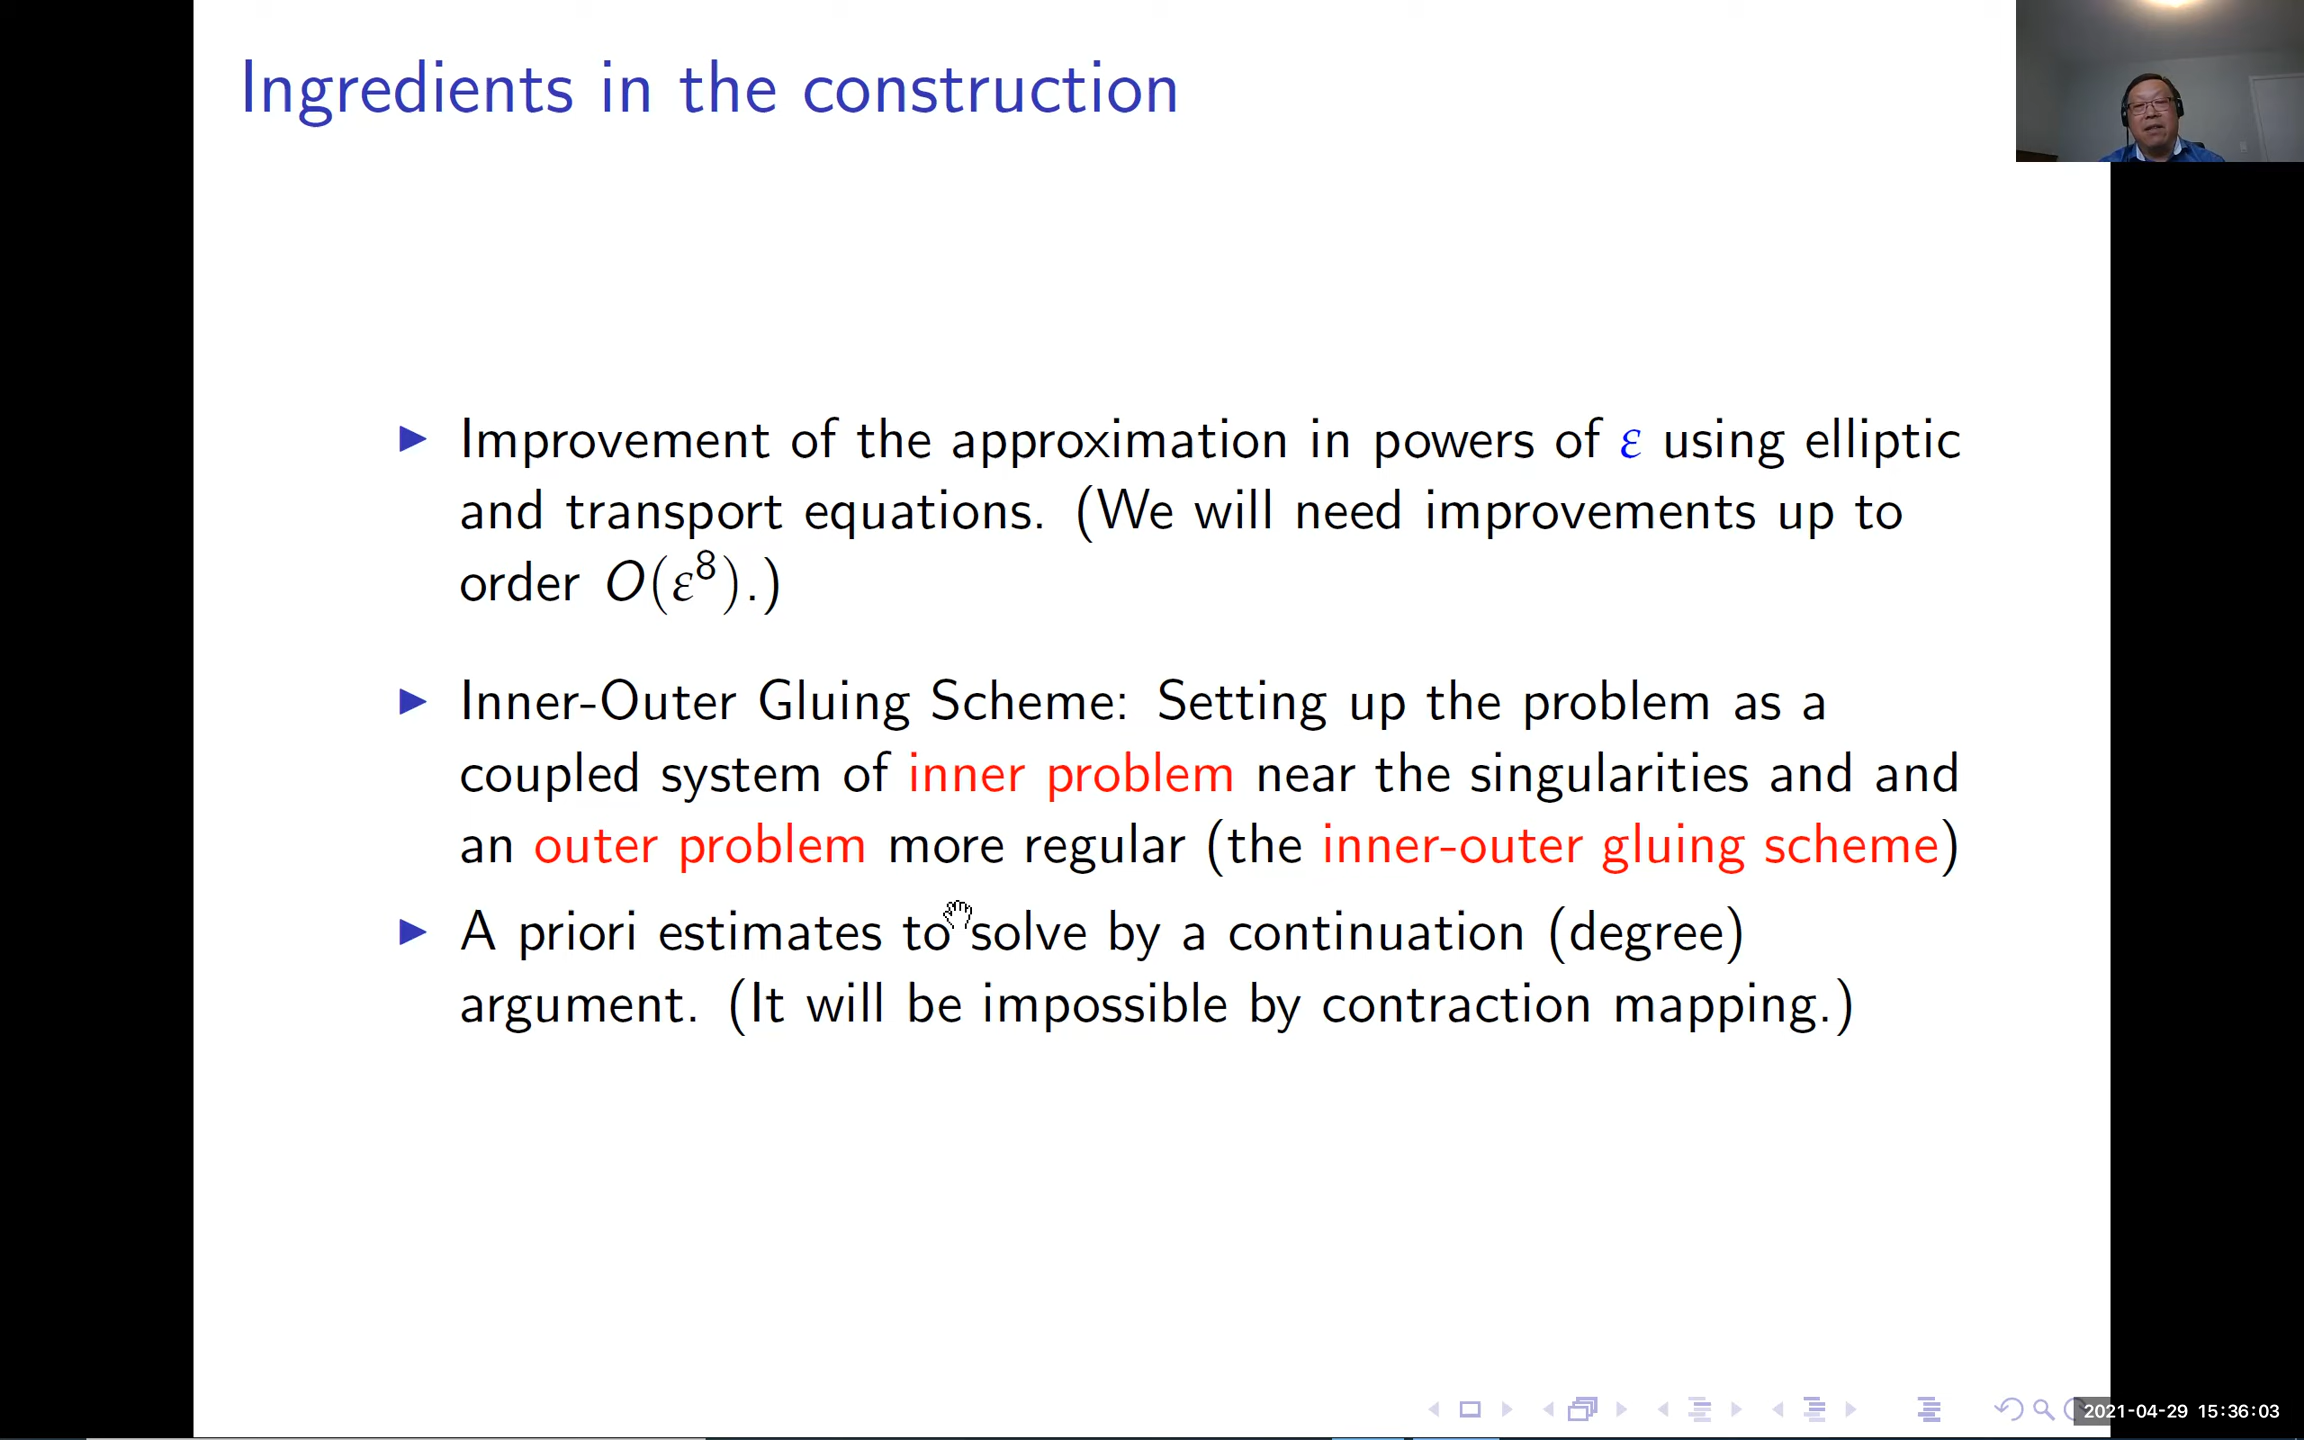 Ingredients in the construction
Improvement of the approximation in powers of ε using elliptic
and transport equations. (We will need improvements up to
order O(ε⁸).)
Inner-Outer Gluing Scheme: Setting up the problem as a
coupled system of inner problem near the singularities and and
an outer problem more regular (the inner-outer gluing scheme)
A priori estimates to solve by a continuation (degree)
argument. (It will be impossible by contraction mapping.)
2021-04-29 15:36:03